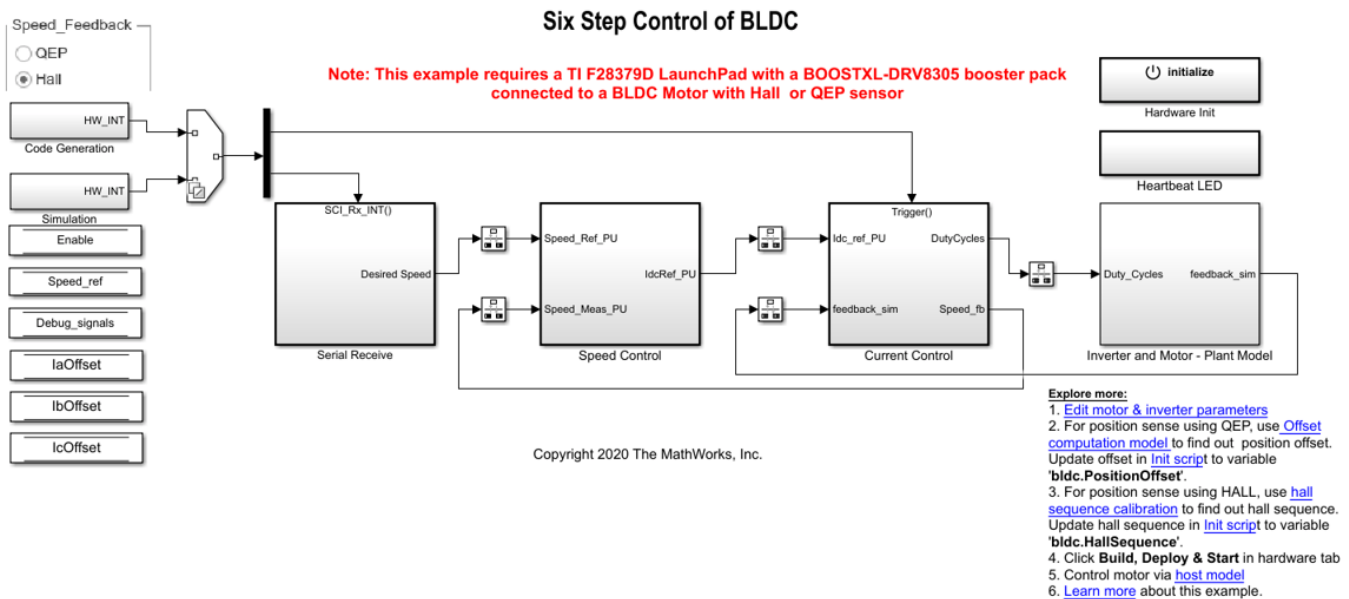 Six Step Control of BLDC
Speed_Feedback
QEP
Hall
Note: This example requires a TI F28379D LaunchPad with a BOOSTXL-DRV8305 booster pack
connected to a BLDC Motor with Hall or QEP sensor
initialize
Hardware Init
HW_INT
Code Generation
Heartbeat LED
HW_INT
Simulation
Enable
Speed_ref
Debug_signals
IaOffset
IbOffset
IcOffset
SCI_Rx_INT()
Desired Speed
Serial Receive
Speed_Ref_PU
IdcRef_PU
Speed_Meas_PU
Speed Control
Trigger()
Idc_ref_PU
DutyCycles
feedback_sim
Speed_fb
Current Control
Duty_Cycles
feedback_sim
Inverter and Motor - Plant Model
Copyright 2020 The MathWorks, Inc.
Explore more:
1. Edit motor & inverter parameters
2. For position sense using QEP, use Offset
computation model to find out position offset.
Update offset in Init script to variable
'bldc.PositionOffset'.
3. For position sense using HALL, use hall
sequence calibration to find out hall sequence.
Update hall sequence in Init script to variable
'bldc.HallSequence'.
4. Click Build, Deploy & Start in hardware tab
5. Control motor via host model
6. Learn more about this example.